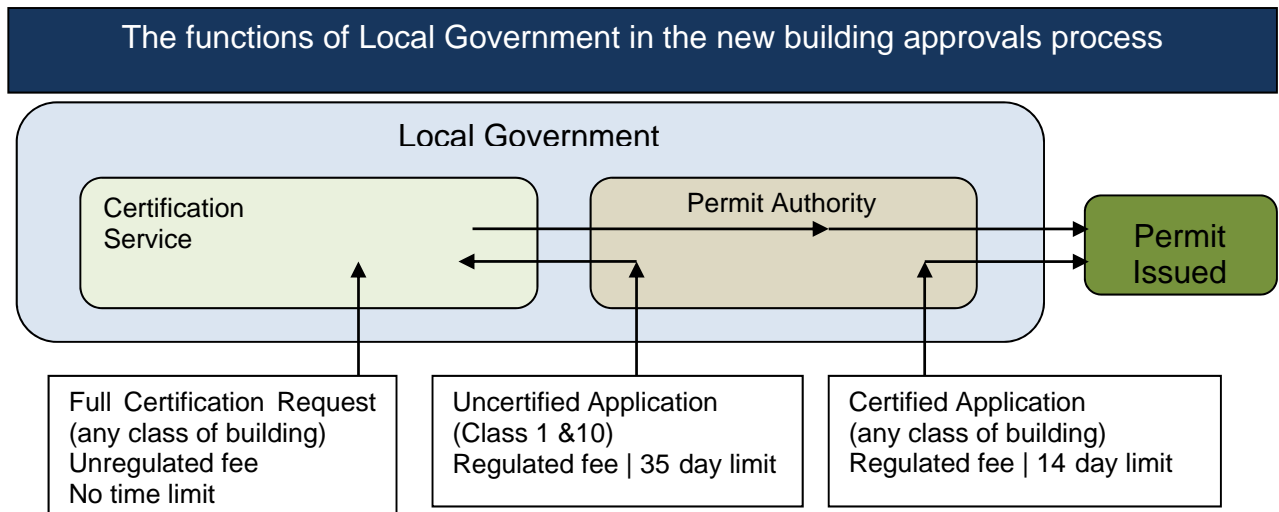 The functions of Local Government in the new building approvals process
Local Government
Certification
Service
Permit Authority
Permit
Issued
Full Certification Request
(any class of building)
Unregulated fee
No time limit
Uncertified Application
(Class 1 &10)
Regulated fee | 35 day limit
Certified Application
(any class of building)
Regulated fee | 14 day limit